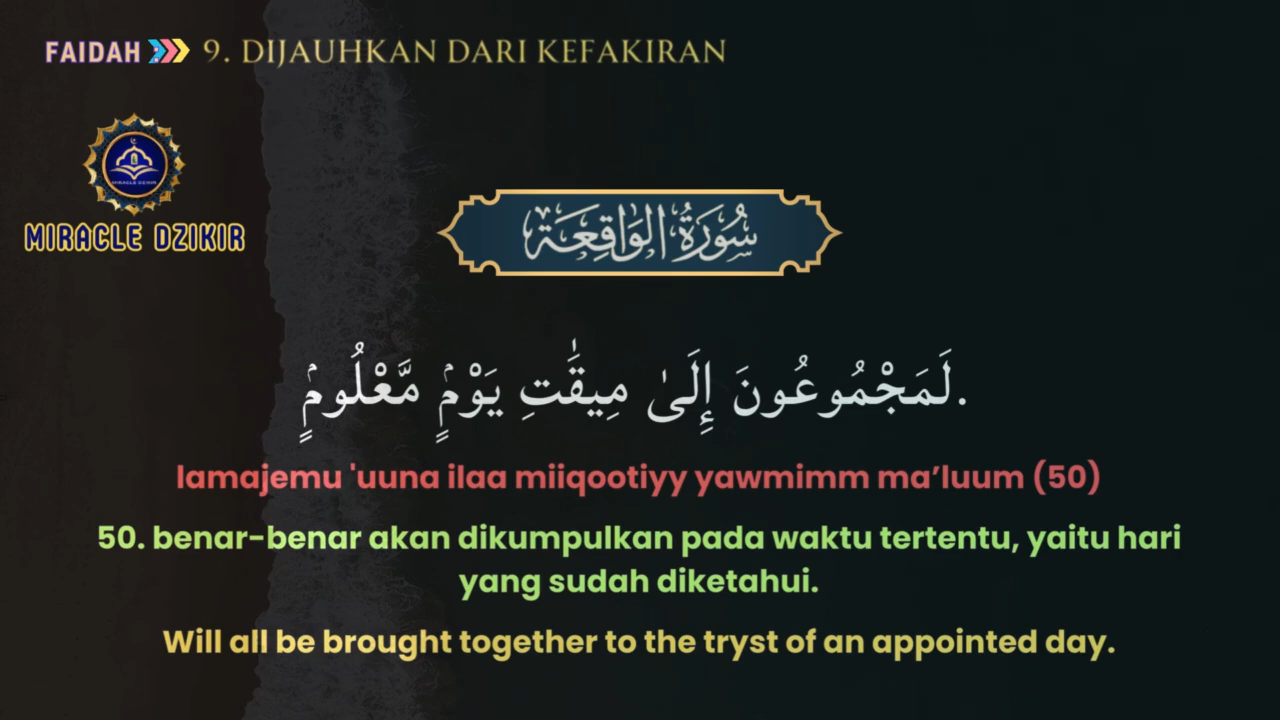 FAIDAH 9. DIJAUHKAN DARI KEFAKIRAN
MIRACLE DZIKIR
MIRACLE DZIKIR
سُورَةُ الوَاقِعَة
لَمَجْمُوعُونَ إِلَىٰ مِيقَٰتِ يَوْمٍۢ مَّعْلُومٍۢ.
lamajemu 'uuna ilaa miiqootiyy yawmimm ma’luum (50)
50. benar-benar akan dikumpulkan pada waktu tertentu, yaitu hari
yang sudah diketahui.
Will all be brought together to the tryst of an appointed day.